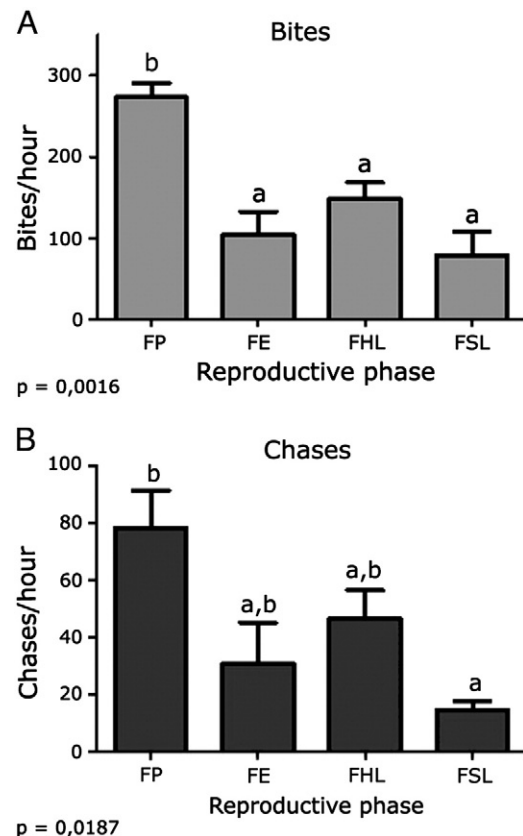 A
Bites
Bites/hour
300
200
100
0
b
a
a
a
FP FE FHL FSL
Reproductive phase
p = 0,0016
B
Chases
Chases/hour
100
80
60
40
20
0
b
a,b
a,b
a
FP FE FHL FSL
Reproductive phase
p = 0,0187